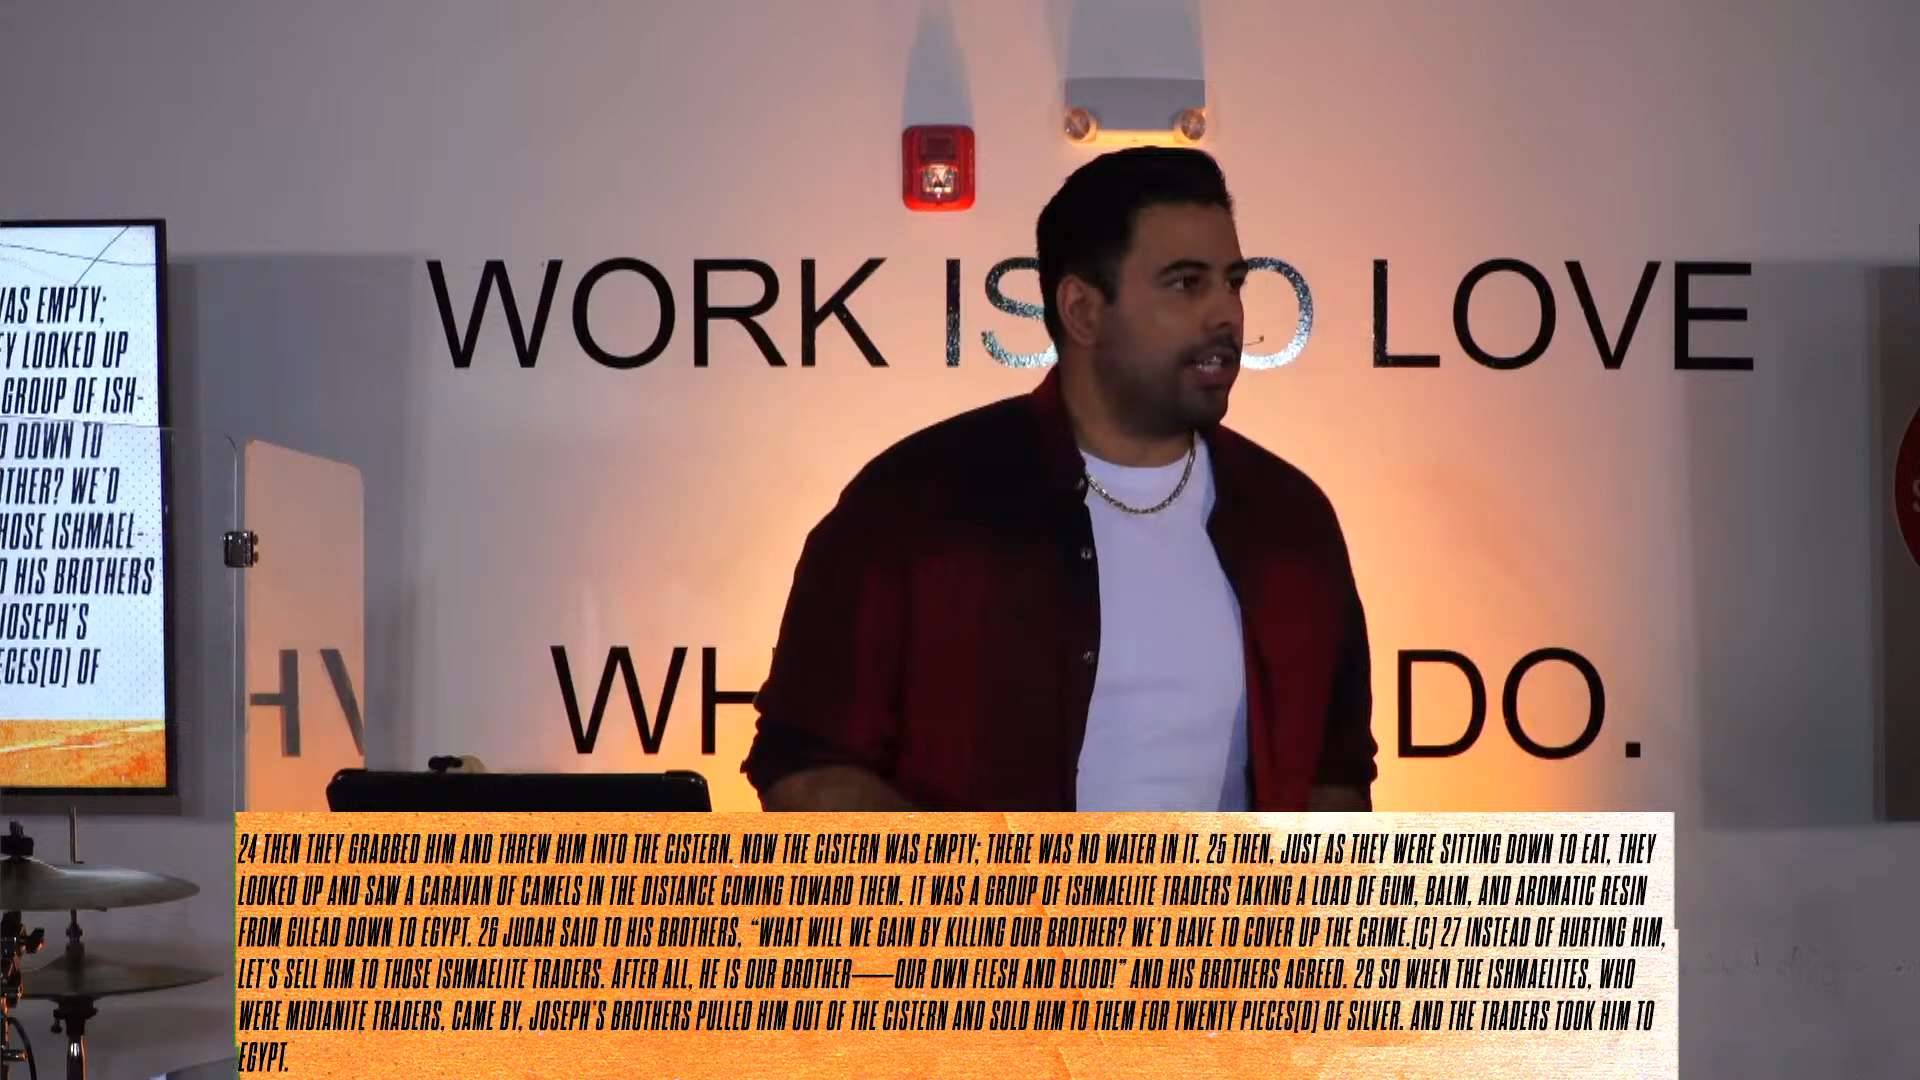 WORK IS TO LOVE
WH
DO.
AS EMPTY;
EY LOOKED UP
GROUP OF ISH-
D DOWN TO
OTHER? WE'D
HOSE ISHMAEL-
D HIS BROTHERS
JOSEPH'S
ECES[D] OF
24 THEN THEY GRABBED HIM AND THREW HIM INTO THE CISTERN. NOW THE CISTERN WAS EMPTY; THERE WAS NO WATER IN IT. 25 THEN, JUST AS THEY WERE SITTING DOWN TO EAT, THEY
LOOKED UP AND SAW A CARAVAN OF CAMELS IN THE DISTANCE COMING TOWARD THEM. IT WAS A GROUP OF ISHMAELITE TRADERS TAKING A LOAD OF GUM, BALM, AND AROMATIC RESIN
FROM GILEAD DOWN TO EGYPT. 26 JUDAH SAID TO HIS BROTHERS, “WHAT WILL WE GAIN BY KILLING OUR BROTHER? WE'D HAVE TO COVER UP THE CRIME.[C] 27 INSTEAD OF HURTING HIM,
LET'S SELL HIM TO THOSE ISHMAELITE TRADERS. AFTER ALL, HE IS OUR BROTHER——OUR OWN FLESH AND BLOOD!” AND HIS BROTHERS AGREED. 28 SO WHEN THE ISHMAELITES, WHO
WERE MIDIANITE TRADERS, CAME BY, JOSEPH'S BROTHERS PULLED HIM OUT OF THE CISTERN AND SOLD HIM TO THEM FOR TWENTY PIECES[D] OF SILVER. AND THE TRADERS TOOK HIM TO
EGYPT.